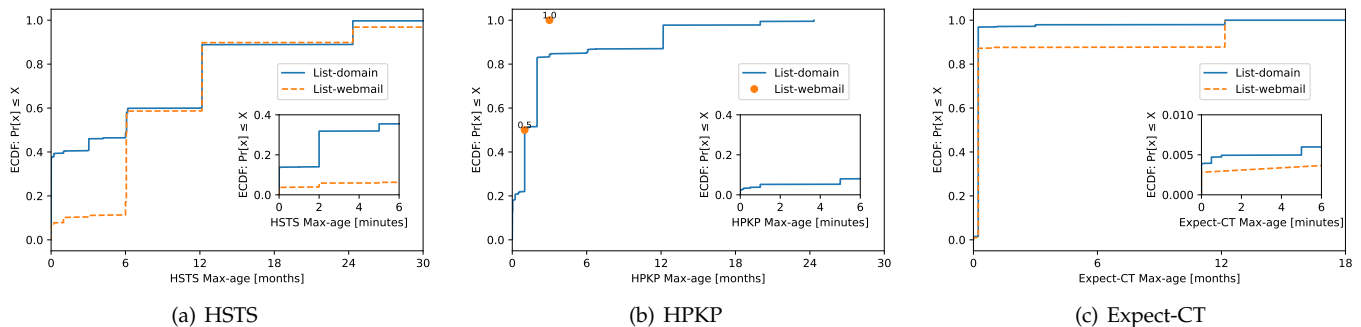 ECDF: Pr[x] ≤ X
1.0
0.8
0.6
0.4
0.2
0.0
0 6 12 18 24 30
HSTS Max-age [months]
List-domain
List-webmail
ECDF: Pr[x] ≤ X
0.4
0.2
0.0
0 2 4 6
HSTS Max-age [minutes]
(a) HSTS
ECDF: Pr[x] ≤ X
1.0
0.8
0.6
0.4
0.2
0.0
0 6 12 18 24 30
HPKP Max-age [months]
1.0
0.5
List-domain
List-webmail
ECDF: Pr[x] ≤ X
0.4
0.2
0.0
0 2 4 6
HPKP Max-age [minutes]
(b) HPKP
ECDF: Pr[x] ≤ X
1.0
0.8
0.6
0.4
0.2
0.0
0 6 12 18
Expect-CT Max-age [months]
List-domain
List-webmail
ECDF: Pr[x] ≤ X
0.010
0.005
0.000
0 2 4 6
Expect-CT Max-age [minutes]
(c) Expect-CT